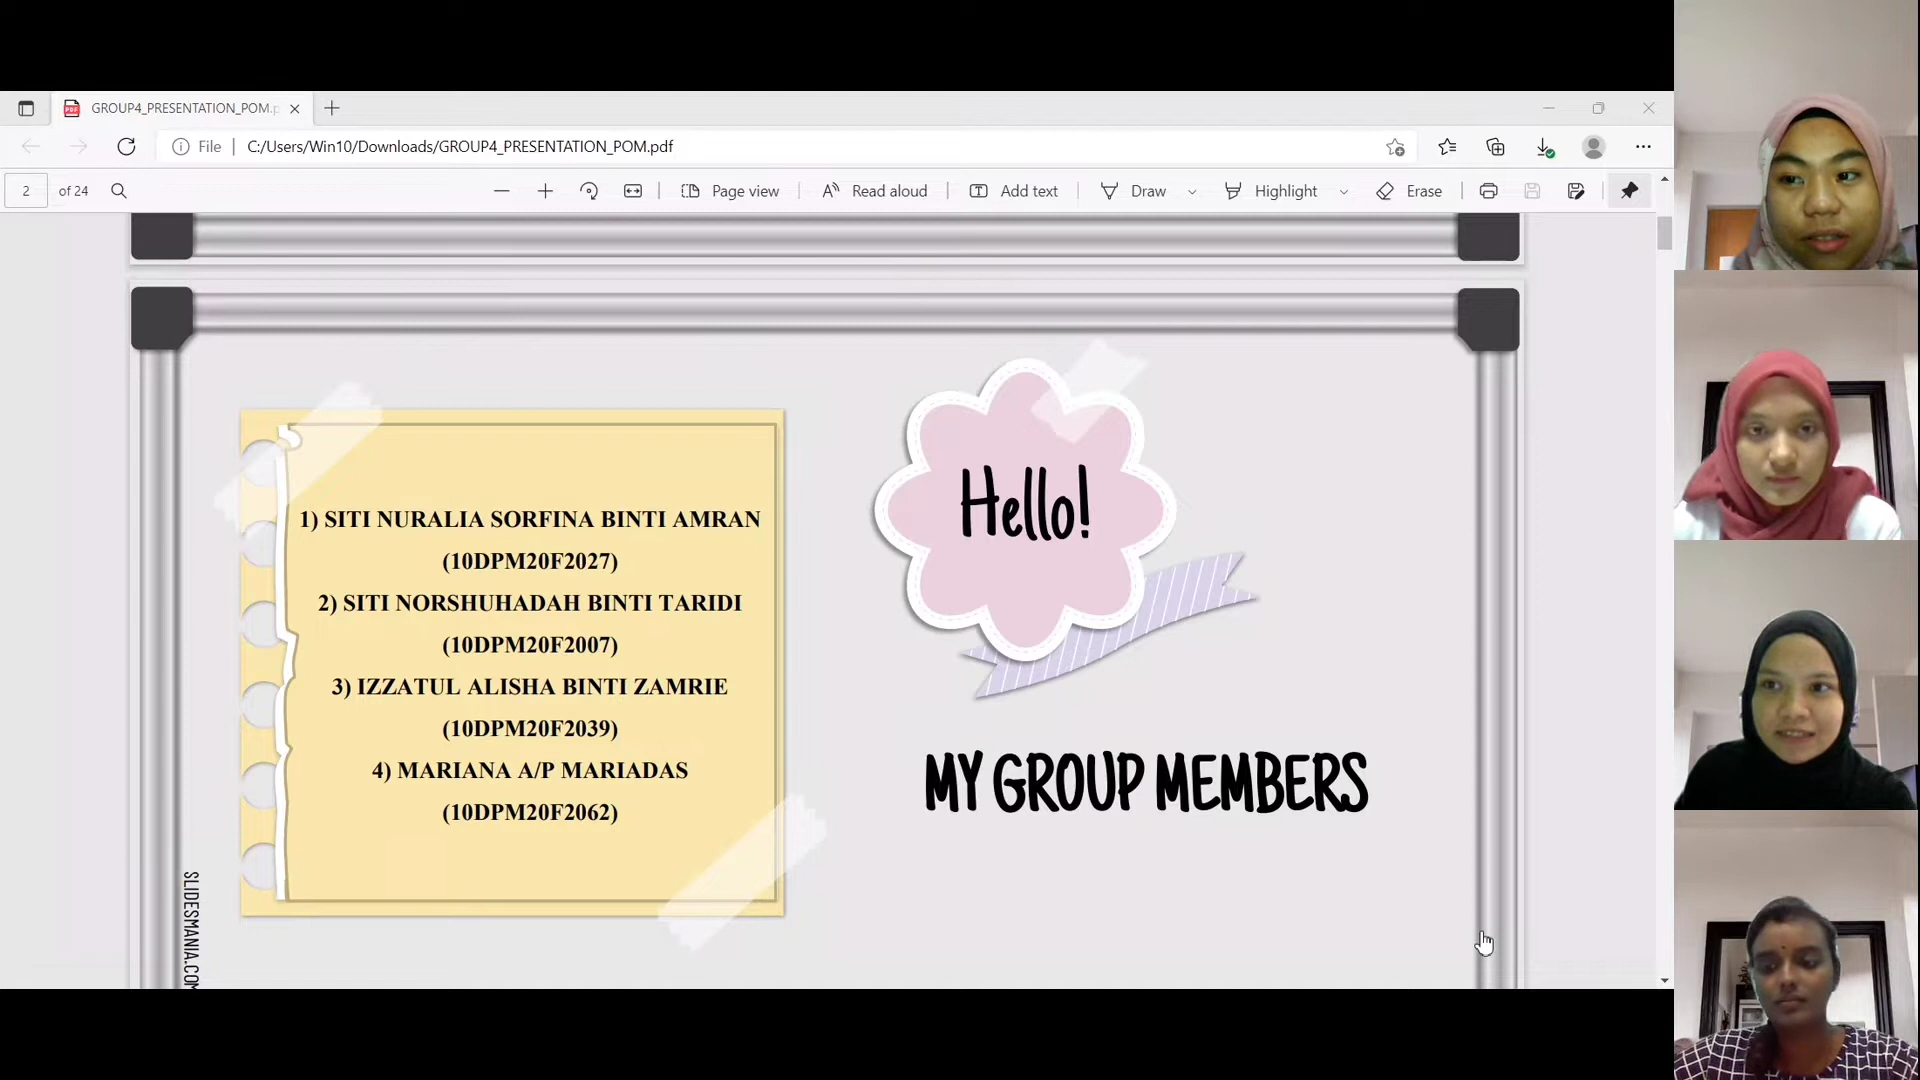 GROUP4_PRESENTATION_POM.p
File
C:/Users/Win10/Downloads/GROUP4_PRESENTATION_POM.pdf
2 of 24
Page view
Read aloud
Add text
Draw
Highlight
Erase
1) SITI NURALIA SORFINA BINTI AMRAN
(10DPM20F2027)
2) SITI NORSHUHADAH BINTI TARIDI
(10DPM20F2007)
3) IZZATUL ALISHA BINTI ZAMRIE
(10DPM20F2039)
4) MARIANA A/P MARIADAS
(10DPM20F2062)
Hello!
MY GROUP MEMBERS
SLIDESMANIA.COM